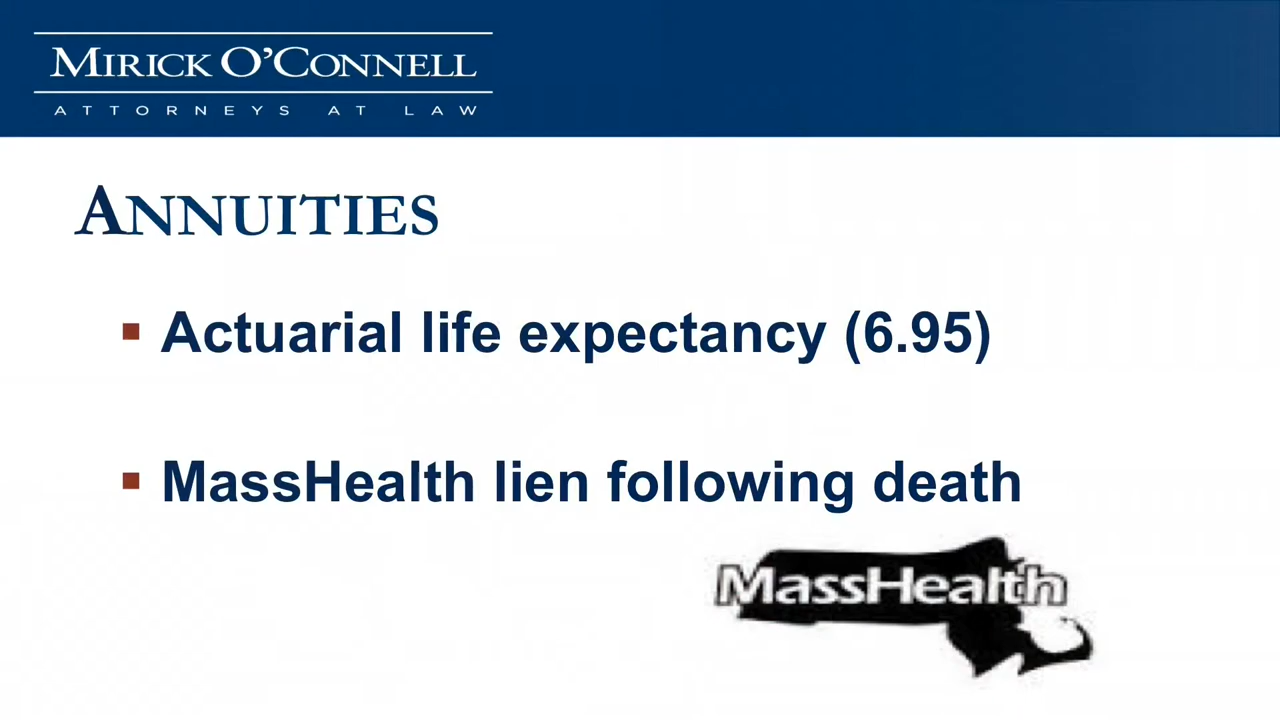 MIRICK O'CONNELL
ATTORNEYS AT LAW
ANNUITIES
▪ Actuarial life expectancy (6.95)
▪ MassHealth lien following death
MassHealth